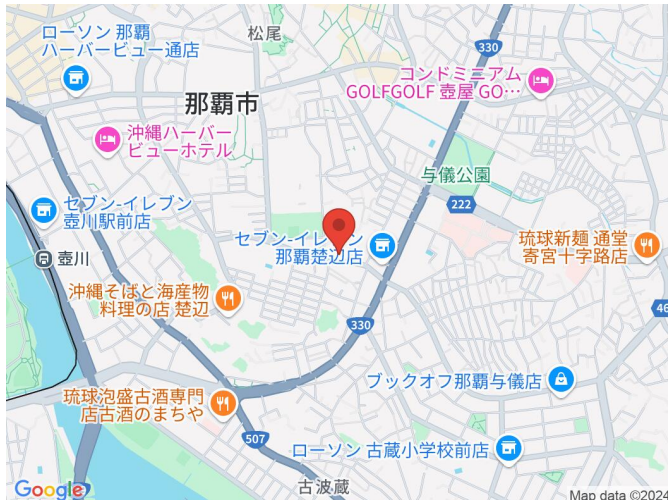 ローソン 那覇
ハーバービュー通店
松尾
330
コンドミニアム
GOLFGOLF 壺屋 GO…
那覇市
沖縄ハーバー
ビューホテル
与儀公園
222
セブン-イレブン
壺川駅前店
セブン-イレブン
那覇楚辺店
琉球新麺 通堂
寄宮十字路店
壺川
沖縄そばと海産物
料理の店 楚辺
46
330
ブックオフ那覇与儀店
琉球泡盛古酒専門
店古酒のまちや
507
ローソン 古蔵小学校前店
古波蔵
Google
Map data ©2024